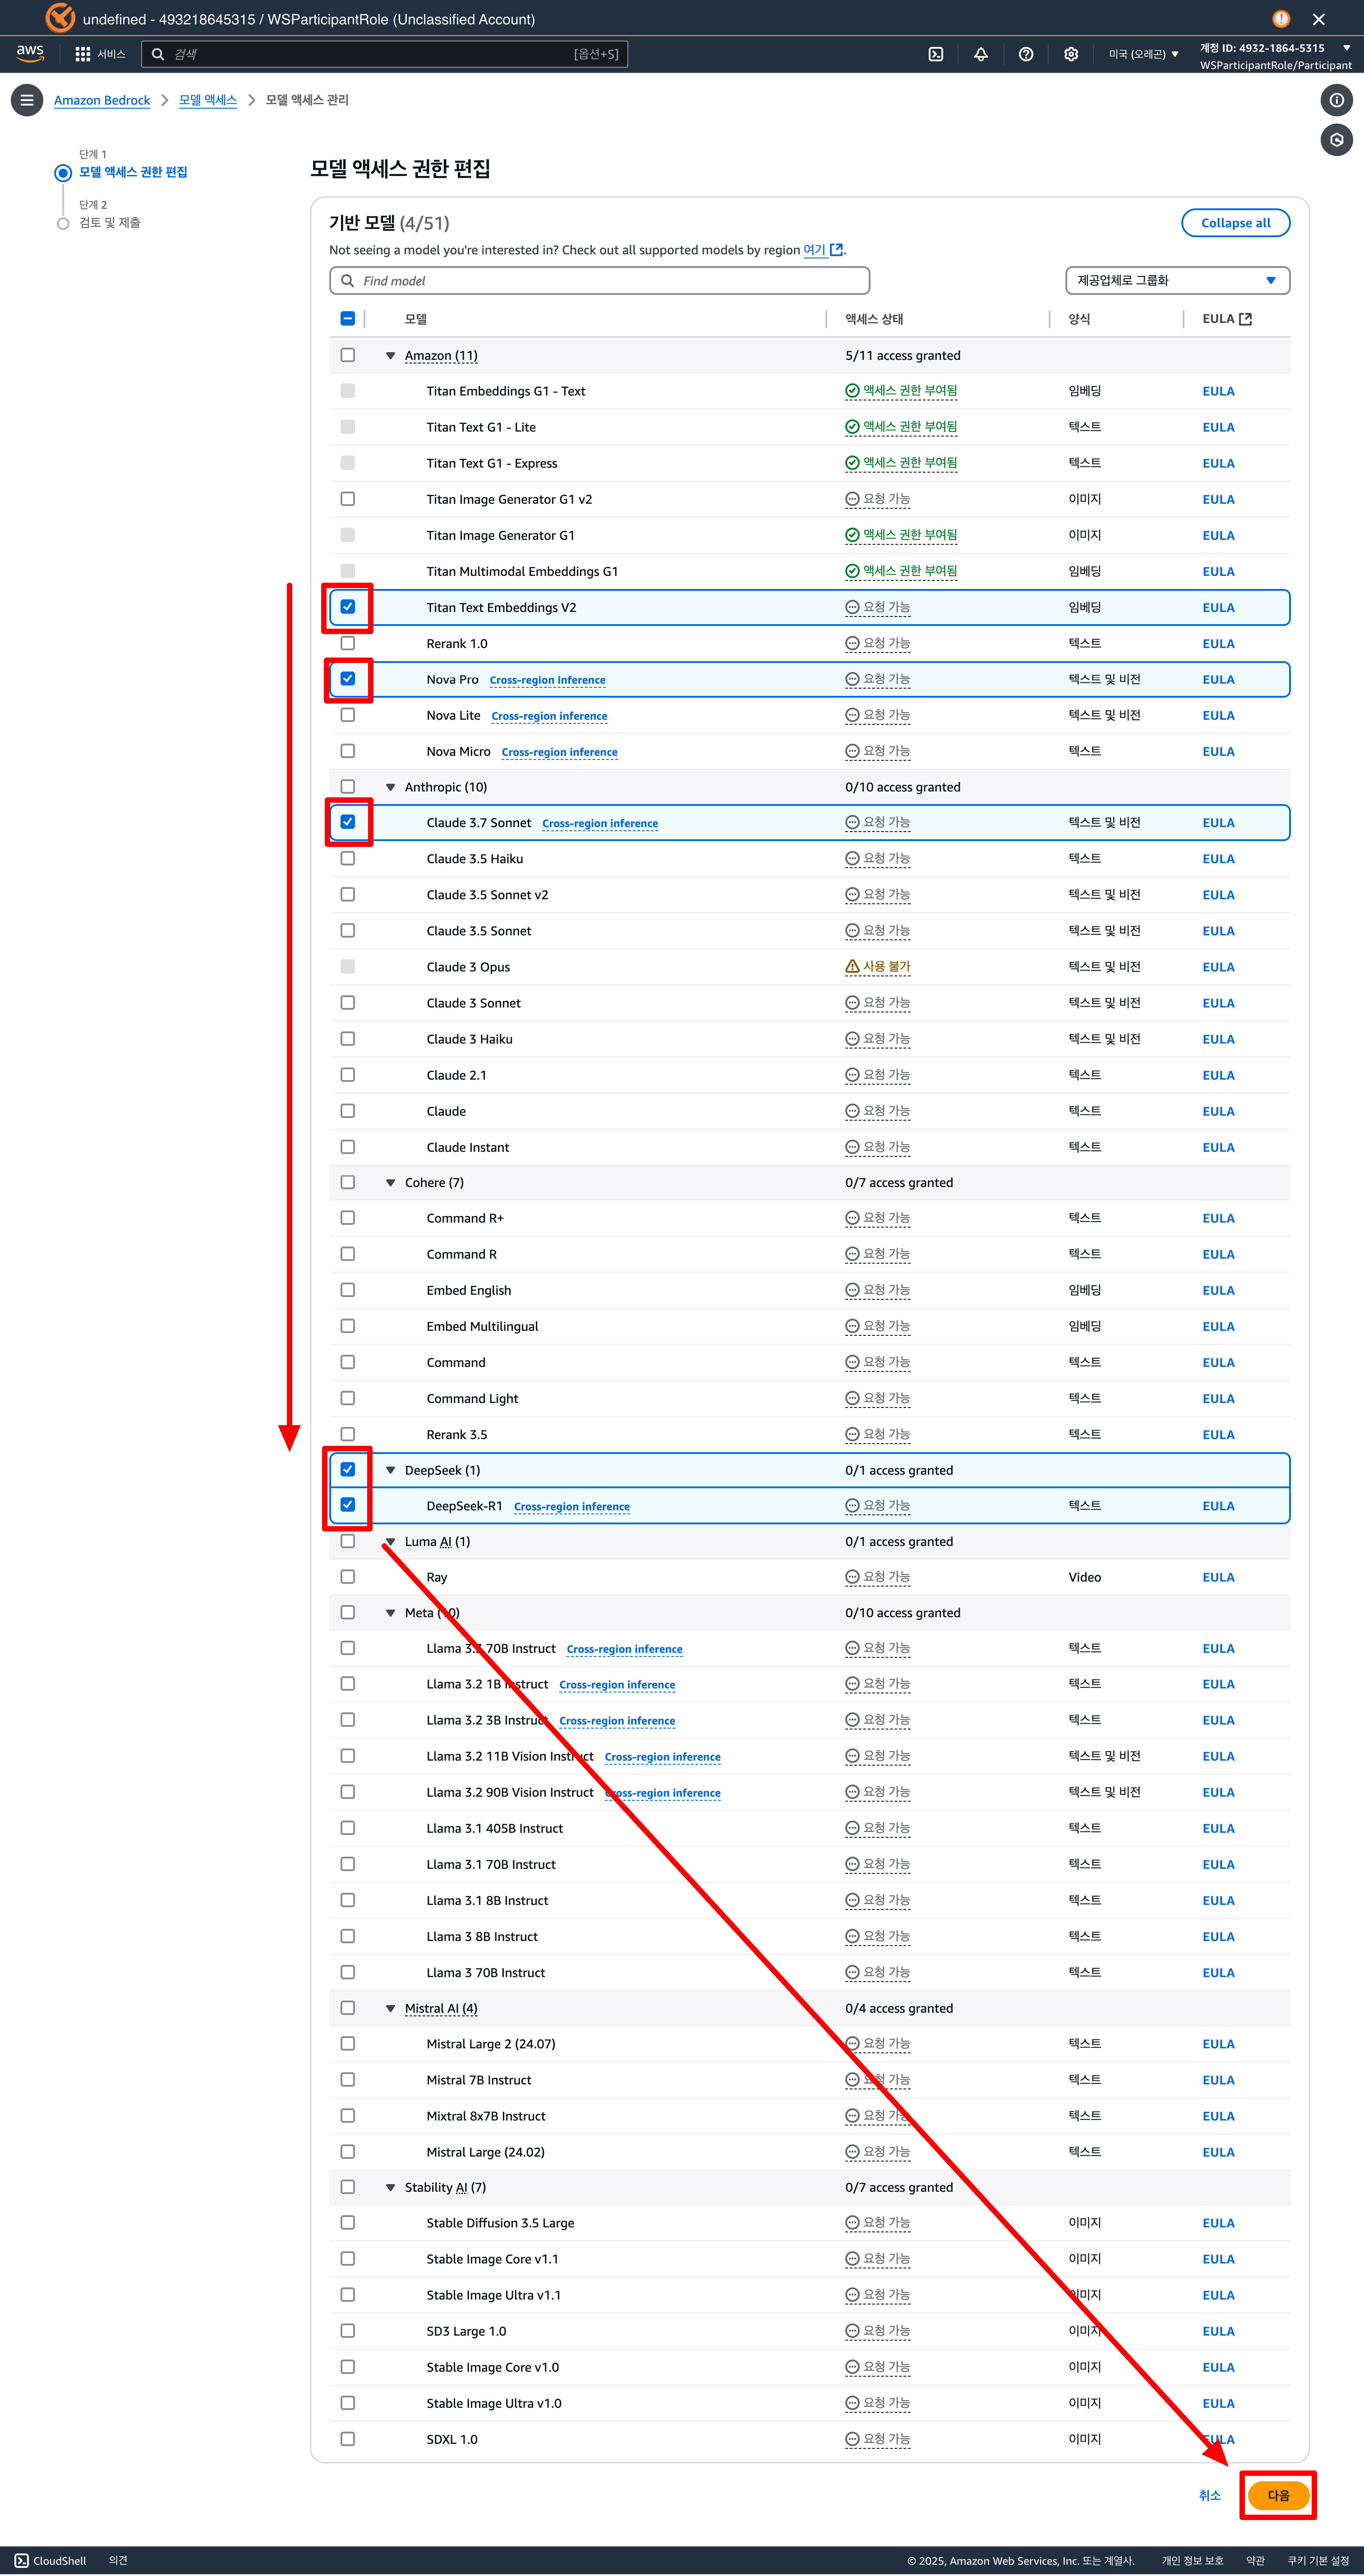 undefined - 493218645315 / WSParticipantRole (Unclassified Account)
aws 서비스 검색 [옵션+S] 미국 (오레곤) 계정 ID: 4932-1864-5315
WSParticipantRole/Participant
Amazon Bedrock 모델 액세스 모델 액세스 관리
단계 1
모델 액세스 권한 편집
단계 2
검토 및 제출
모델 액세스 권한 편집
기반 모델 (4/51) Collapse all
Not seeing a model you're interested in? Check out all supported models by region 여기.
Find model 제공업체로 그룹화
모델 액세스 상태 양식 EULA
Amazon (11) 5/11 access granted
Titan Embeddings G1 - Text 액세스 권한 부여됨 임베딩 EULA
Titan Text G1 - Lite 액세스 권한 부여됨 텍스트 EULA
Titan Text G1 - Express 액세스 권한 부여됨 텍스트 EULA
Titan Image Generator G1 v2 요청 가능 이미지 EULA
Titan Image Generator G1 액세스 권한 부여됨 이미지 EULA
Titan Multimodal Embeddings G1 액세스 권한 부여됨 임베딩 EULA
Titan Text Embeddings V2 요청 가능 임베딩 EULA
Rerank 1.0 요청 가능 텍스트 EULA
Nova Pro Cross-region inference 요청 가능 텍스트 및 비전 EULA
Nova Lite Cross-region inference 요청 가능 텍스트 및 비전 EULA
Nova Micro Cross-region inference 요청 가능 텍스트 EULA
Anthropic (10) 0/10 access granted
Claude 3.7 Sonnet Cross-region inference 요청 가능 텍스트 및 비전 EULA
Claude 3.5 Haiku 요청 가능 텍스트 EULA
Claude 3.5 Sonnet v2 요청 가능 텍스트 및 비전 EULA
Claude 3.5 Sonnet 요청 가능 텍스트 및 비전 EULA
Claude 3 Opus 사용 불가 텍스트 및 비전 EULA
Claude 3 Sonnet 요청 가능 텍스트 및 비전 EULA
Claude 3 Haiku 요청 가능 텍스트 및 비전 EULA
Claude 2.1 요청 가능 텍스트 EULA
Claude 요청 가능 텍스트 EULA
Claude Instant 요청 가능 텍스트 EULA
Cohere (7) 0/7 access granted
Command R+ 요청 가능 텍스트 EULA
Command R 요청 가능 텍스트 EULA
Embed English 요청 가능 임베딩 EULA
Embed Multilingual 요청 가능 임베딩 EULA
Command 요청 가능 텍스트 EULA
Command Light 요청 가능 텍스트 EULA
Rerank 3.5 요청 가능 텍스트 EULA
DeepSeek (1) 0/1 access granted
DeepSeek-R1 Cross-region inference 요청 가능 텍스트 EULA
Luma AI (1) 0/1 access granted
Ray 요청 가능 Video EULA
Meta (10) 0/10 access granted
Llama 3.3 70B Instruct Cross-region inference 요청 가능 텍스트 EULA
Llama 3.2 1B Instruct Cross-region inference 요청 가능 텍스트 EULA
Llama 3.2 3B Instruct Cross-region inference 요청 가능 텍스트 EULA
Llama 3.2 11B Vision Instruct Cross-region inference 요청 가능 텍스트 및 비전 EULA
Llama 3.2 90B Vision Instruct Cross-region inference 요청 가능 텍스트 및 비전 EULA
Llama 3.1 405B Instruct 요청 가능 텍스트 EULA
Llama 3.1 70B Instruct 요청 가능 텍스트 EULA
Llama 3.1 8B Instruct 요청 가능 텍스트 EULA
Llama 3 8B Instruct 요청 가능 텍스트 EULA
Llama 3 70B Instruct 요청 가능 텍스트 EULA
Mistral AI (4) 0/4 access granted
Mistral Large 2 (24.07) 요청 가능 텍스트 EULA
Mistral 7B Instruct 요청 가능 텍스트 EULA
Mixtral 8x7B Instruct 요청 가능 텍스트 EULA
Mistral Large (24.02) 요청 가능 텍스트 EULA
Stability AI (7) 0/7 access granted
Stable Diffusion 3.5 Large 요청 가능 이미지 EULA
Stable Image Core v1.1 요청 가능 이미지 EULA
Stable Image Ultra v1.1 요청 가능 이미지 EULA
SD3 Large 1.0 요청 가능 이미지 EULA
Stable Image Core v1.0 요청 가능 이미지 EULA
Stable Image Ultra v1.0 요청 가능 이미지 EULA
SDXL 1.0 요청 가능 이미지 EULA
취소 다음
CloudShell 의견 © 2025, Amazon Web Services, Inc. 또는 계열사. 개인 정보 보호 약관 쿠키 기본 설정